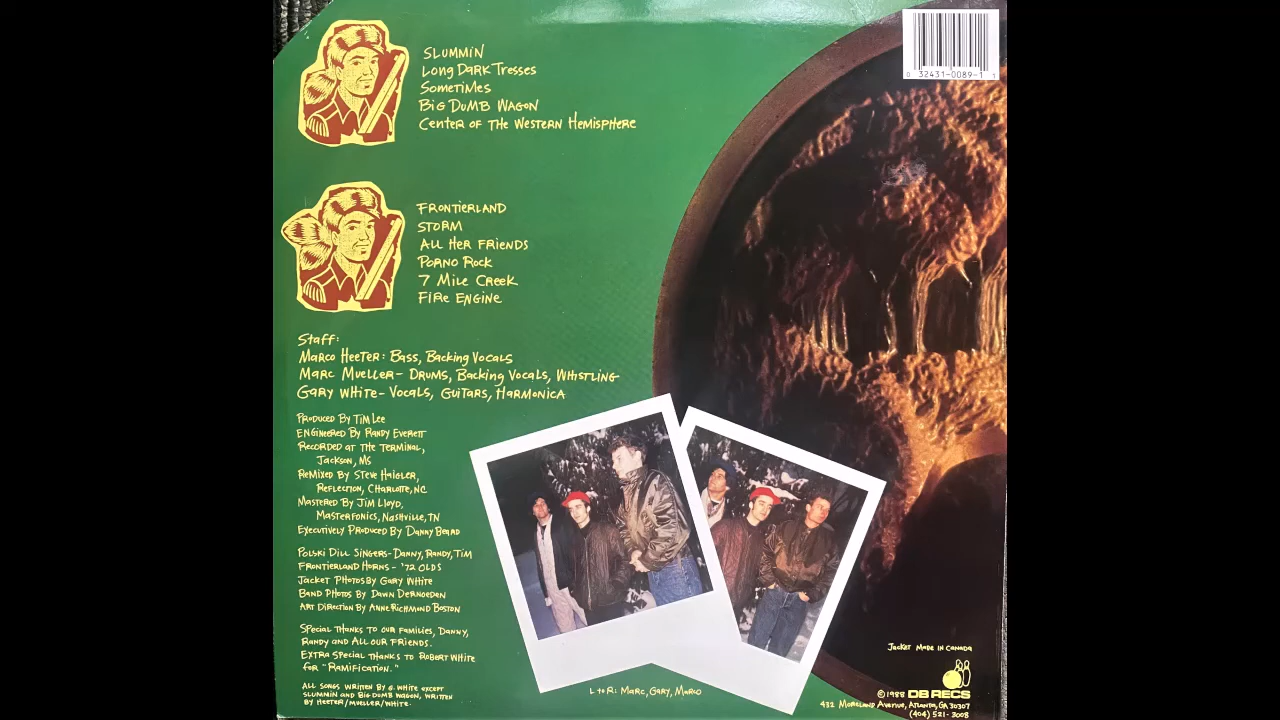 SLUMMIN
LONG DARK TRESSES
SOMETIMES
BIG DUMB WAGON
CENTER OF THE WESTERN HEMISPHERE
0 32431-0089-1 1
FRONTIERLAND
STORM
ALL HER FRIENDS
PORNO ROCK
7 MILE CREEK
FIRE ENGINE
Staff:
MARCO HEETER: BASS, BACKING VOCALS
MARC MUELLER- DRUMS, BACKING VOCALS, WHISTLING
GARY WHITE- VOCALS, GUITARS, HARMONICA
PRODUCED BY TIM LEE
ENGINEERED BY RANDY EVERETT
RECORDED AT THE TERMINAL,
JACKSON, MS
REMIXED BY STEVE HAIGLER,
REFLECTION, CHARLOTTE, NC
MASTERED BY JIM LLOYD,
MASTERFONICS, NASHVILLE, TN
EXECUTIVELY PRODUCED BY DANNY BEARD
POLSKI DILL SINGERS- DANNY, RANDY, TIM
FRONTIERLAND HORNS - '72 OLDS
JACKET PHOTOS BY GARY WHITE
BAND PHOTOS BY DAWN DERNOEDEN
ART DIRECTION BY ANNE RICHMOND BOSTON
SPECIAL THANKS TO OUR FAMILIES, DANNY,
RANDY AND ALL OUR FRIENDS.
EXTRA SPECIAL THANKS TO ROBERT WHITE
for "RAMIFICATION."
ALL SONGS WRITTEN BY G. WHITE EXCEPT
SLUMMIN AND BIG DUMB WAGON, WRITTEN
BY HEETER/MUELLER/WHITE.
L to R: MARC, GARY, MARCO
JACKET MADE IN CANADA
©1988 DB RECS
432 MORELAND AVENUE, ATLANTA, GA 30307
(404) 521-3008